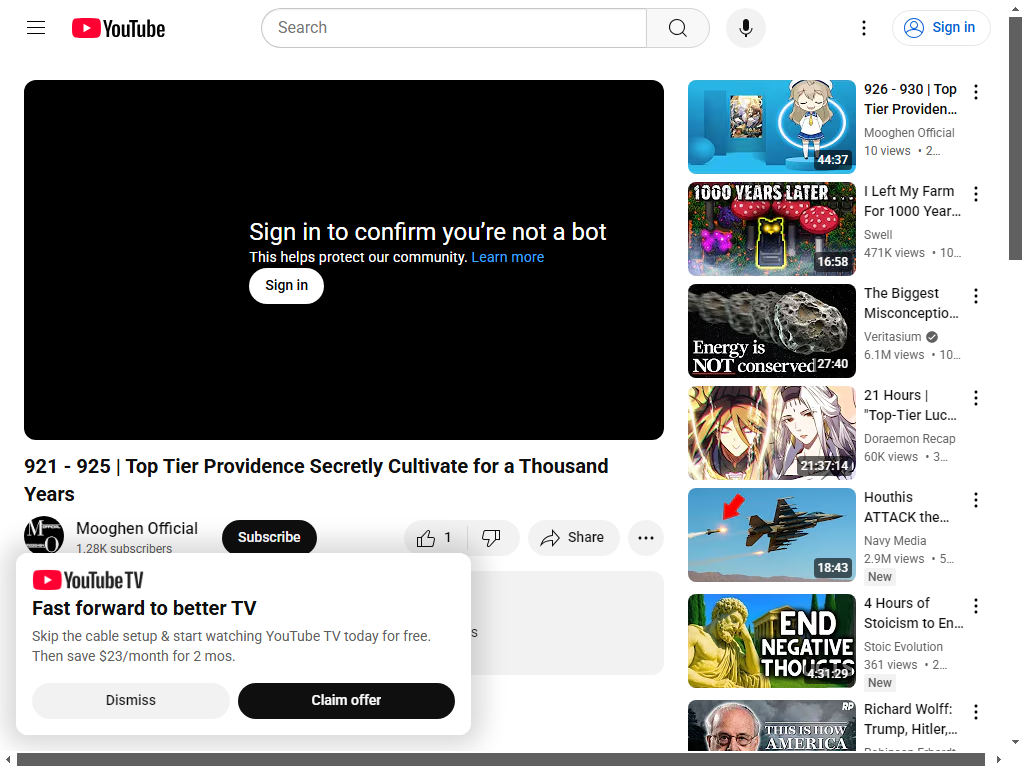 YouTube
Search
Sign in
Sign in to confirm you're not a bot
This helps protect our community. Learn more
Sign in
921 - 925 | Top Tier Providence Secretly Cultivate for a Thousand
Years
Mooghen Official
1.28K subscribers
Subscribe
1
Share
YouTube TV
Fast forward to better TV
Skip the cable setup & start watching YouTube TV today for free.
Then save $23/month for 2 mos.
Dismiss
Claim offer
s
44:37
926 - 930 | Top
Tier Providen...
Mooghen Official
10 views • 2...
1000 YEARS LATER...
16:58
I Left My Farm
For 1000 Year...
Swell
471K views • 10...
Energy is
NOT conserved
27:40
The Biggest
Misconceptio...
Veritasium
6.1M views • 10...
21:37:14
21 Hours |
"Top-Tier Luc...
Doraemon Recap
60K views • 3...
18:43
Houthis
ATTACK the...
Navy Media
2.9M views • 5...
New
END
NEGATIVE
THOUGTS
4:31:29
4 Hours of
Stoicism to En...
Stoic Evolution
361 views • 2...
New
RP
THIS IS HOW
AMERICA
Richard Wolff:
Trump, Hitler,...